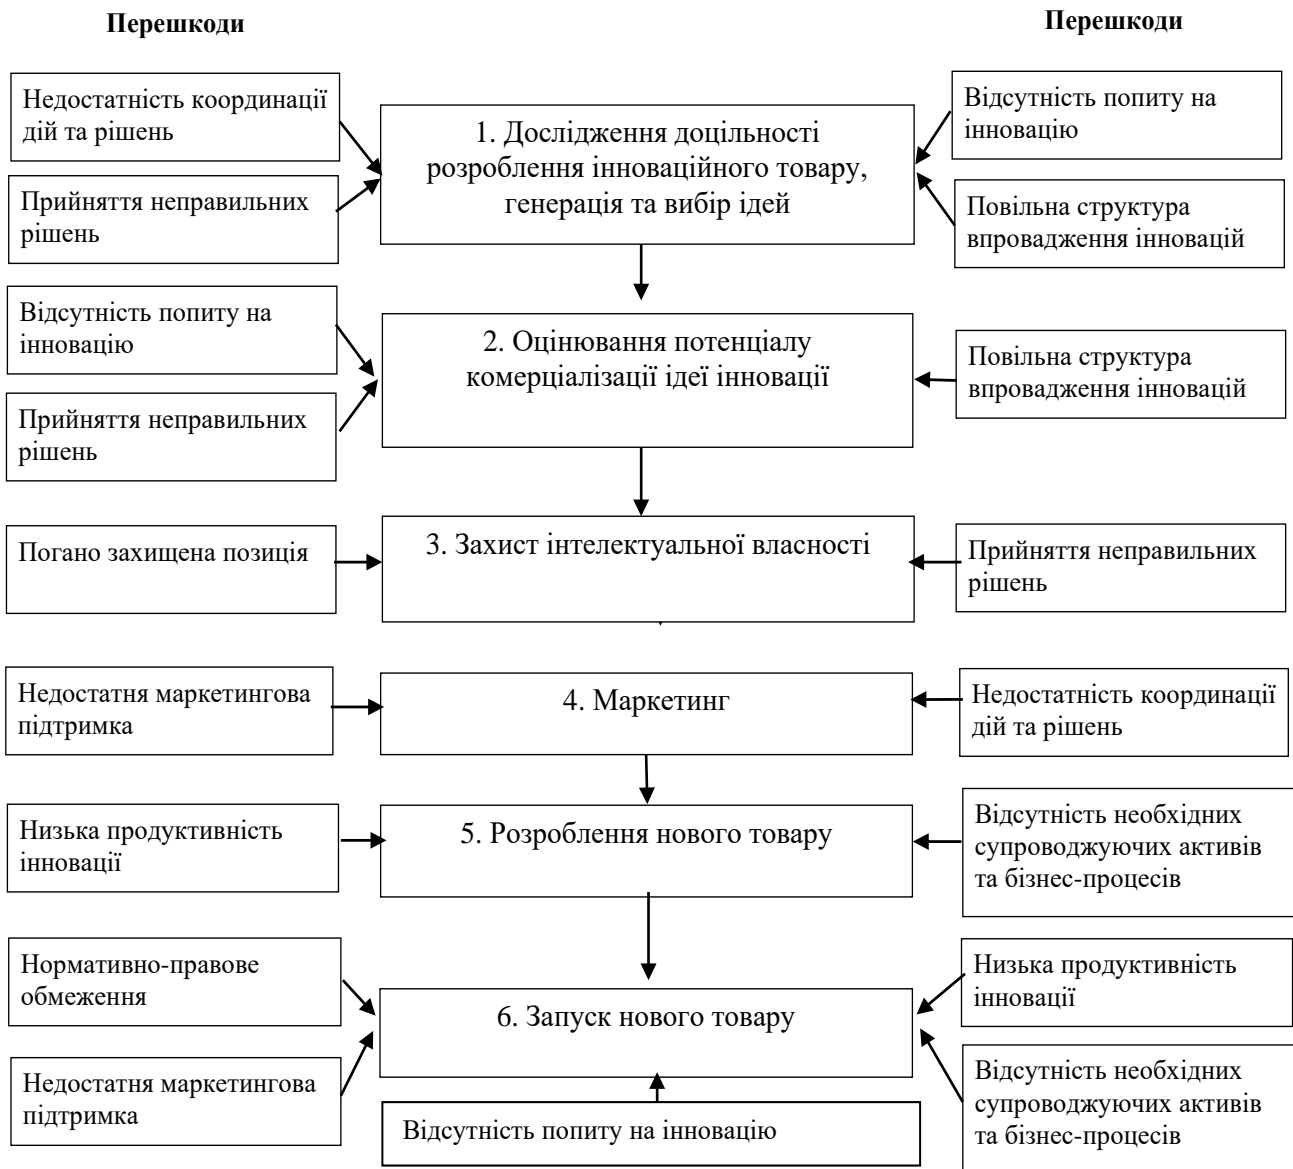 Перешкоди
Перешкоди
Недостатність координації
дій та рішень
Прийняття неправильних
рішень
1. Дослідження доцільності
розроблення інноваційного товару,
генерація та вибір ідей
Відсутність попиту на
інновацію
Повільна структура
впровадження інновацій
Відсутність попиту на
інновацію
Прийняття неправильних
рішень
2. Оцінювання потенціалу
комерціалізації ідеї інновації
Повільна структура
впровадження інновацій
Погано захищена позиція
3. Захист інтелектуальної власності
Прийняття неправильних
рішень
Недостатня маркетингова
підтримка
4. Маркетинг
Недостатність координації
дій та рішень
Низька продуктивність
інновації
5. Розроблення нового товару
Відсутність необхідних
супроводжуючих активів
та бізнес-процесів
Нормативно-правове
обмеження
Недостатня маркетингова
підтримка
6. Запуск нового товару
Відсутність попиту на інновацію
Низька продуктивність
інновації
Відсутність необхідних
супроводжуючих активів
та бізнес-процесів